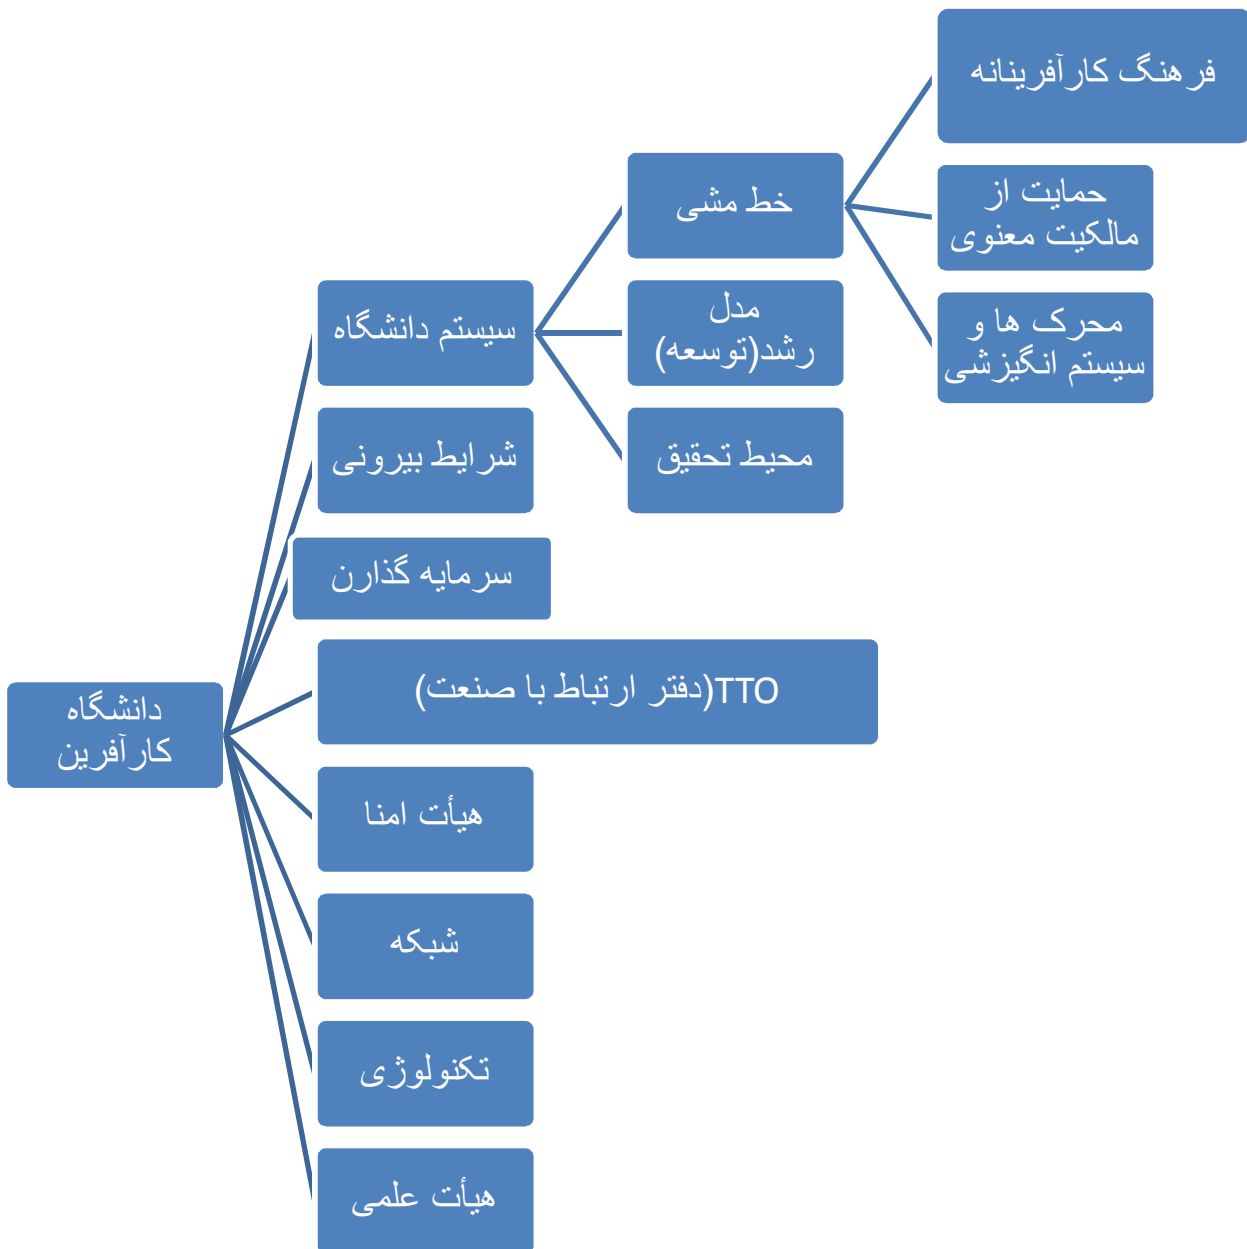 فرهنگ کارآفرینانه
حمایت از
مالکیت معنوی
محرک ها و
سیستم انگیزشی
خط مشی
مدل
رشد(توسعه)
محیط تحقیق
سیستم دانشگاه
شرایط بیرونی
سرمایه گذارن
TTO(دفتر ارتباط با صنعت)
هیأت امنا
شبکه
تکنولوژی
هیأت علمی
دانشگاه
کارآفرین